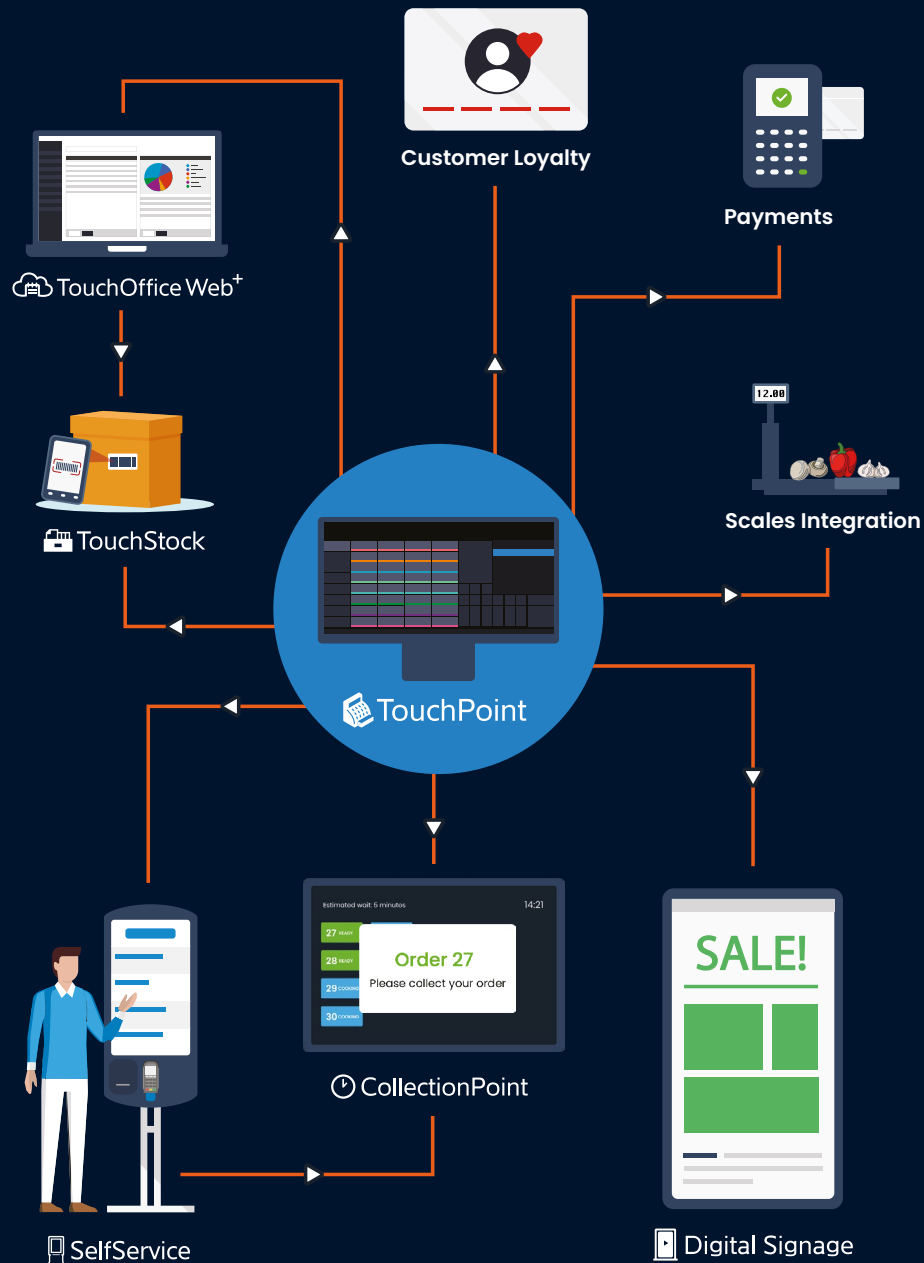 Customer Loyalty
Payments
TouchOffice Web+
12.00
Scales Integration
TouchStock
TouchPoint
Estimated wait: 5 minutes
14:21
27 READY
28 READY
29 COOKING
30 COOKING
Order 27
Please collect your order
SALE!
CollectionPoint
SelfService
Digital Signage